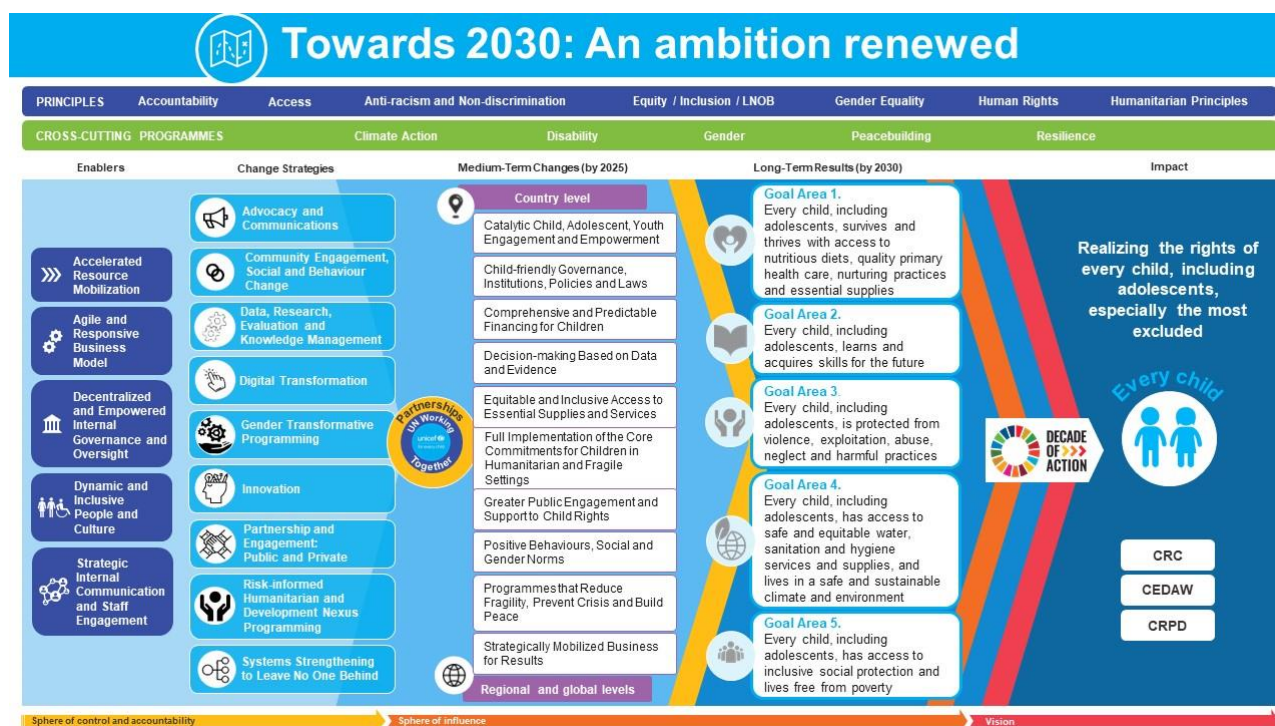 Towards 2030: An ambition renewed
PRINCIPLES Accountability Access Anti-racism and Non-discrimination Equity / Inclusion / LNOB Gender Equality Human Rights Humanitarian Principles
CROSS-CUTTING PROGRAMMES Climate Action Disability Gender Peacebuilding Resilience
Enablers Change Strategies Medium-Term Changes (by 2025) Long-Term Results (by 2030) Impact
Accelerated
Resource
Mobilization
Agile and
Responsive
Business
Model
Decentralized
and Empowered
Internal
Governance and
Oversight
Dynamic and
Inclusive
People and
Culture
Strategic
Internal
Communication
and Staff
Engagement
Advocacy and
Communications
Community Engagement,
Social and Behaviour
Change
Data, Research,
Evaluation and
Knowledge Management
Digital Transformation
Gender Transformative
Programming
Innovation
Partnership and
Engagement:
Public and Private
Risk-informed
Humanitarian and
Development Nexus
Programming
Systems Strengthening
to Leave No One Behind
Partnerships
UN Working
unicef
Together
Country level
Catalytic Child, Adolescent, Youth
Engagement and Empowerment
Child-friendly Governance,
Institutions, Policies and Laws
Comprehensive and Predictable
Financing for Children
Decision-making Based on Data
and Evidence
Equitable and Inclusive Access to
Essential Supplies and Services
Full Implementation of the Core
Commitments for Children in
Humanitarian and Fragile
Settings
Greater Public Engagement and
Support to Child Rights
Positive Behaviours, Social and
Gender Norms
Programmes that Reduce
Fragility, Prevent Crisis and Build
Peace
Strategically Mobilized Business
for Results
Regional and global levels
Goal Area 1.
Every child, including
adolescents, survives and
thrives with access to
nutritious diets, quality primary
health care, nurturing practices
and essential supplies
Goal Area 2.
Every child, including
adolescents, learns and
acquires skills for the future
Goal Area 3.
Every child, including
adolescents, is protected from
violence, exploitation, abuse,
neglect and harmful practices
Goal Area 4.
Every child, including
adolescents, has access to
safe and equitable water,
sanitation and hygiene
services and supplies, and
lives in a safe and sustainable
climate and environment
Goal Area 5.
Every child, including
adolescents, has access to
inclusive social protection and
lives free from poverty
DECADE
OF >>>
ACTION
Realizing the rights of
every child, including
adolescents,
especially the most
excluded
Every child
CRC
CEDAW
CRPD
Sphere of control and accountability Sphere of influence Vision